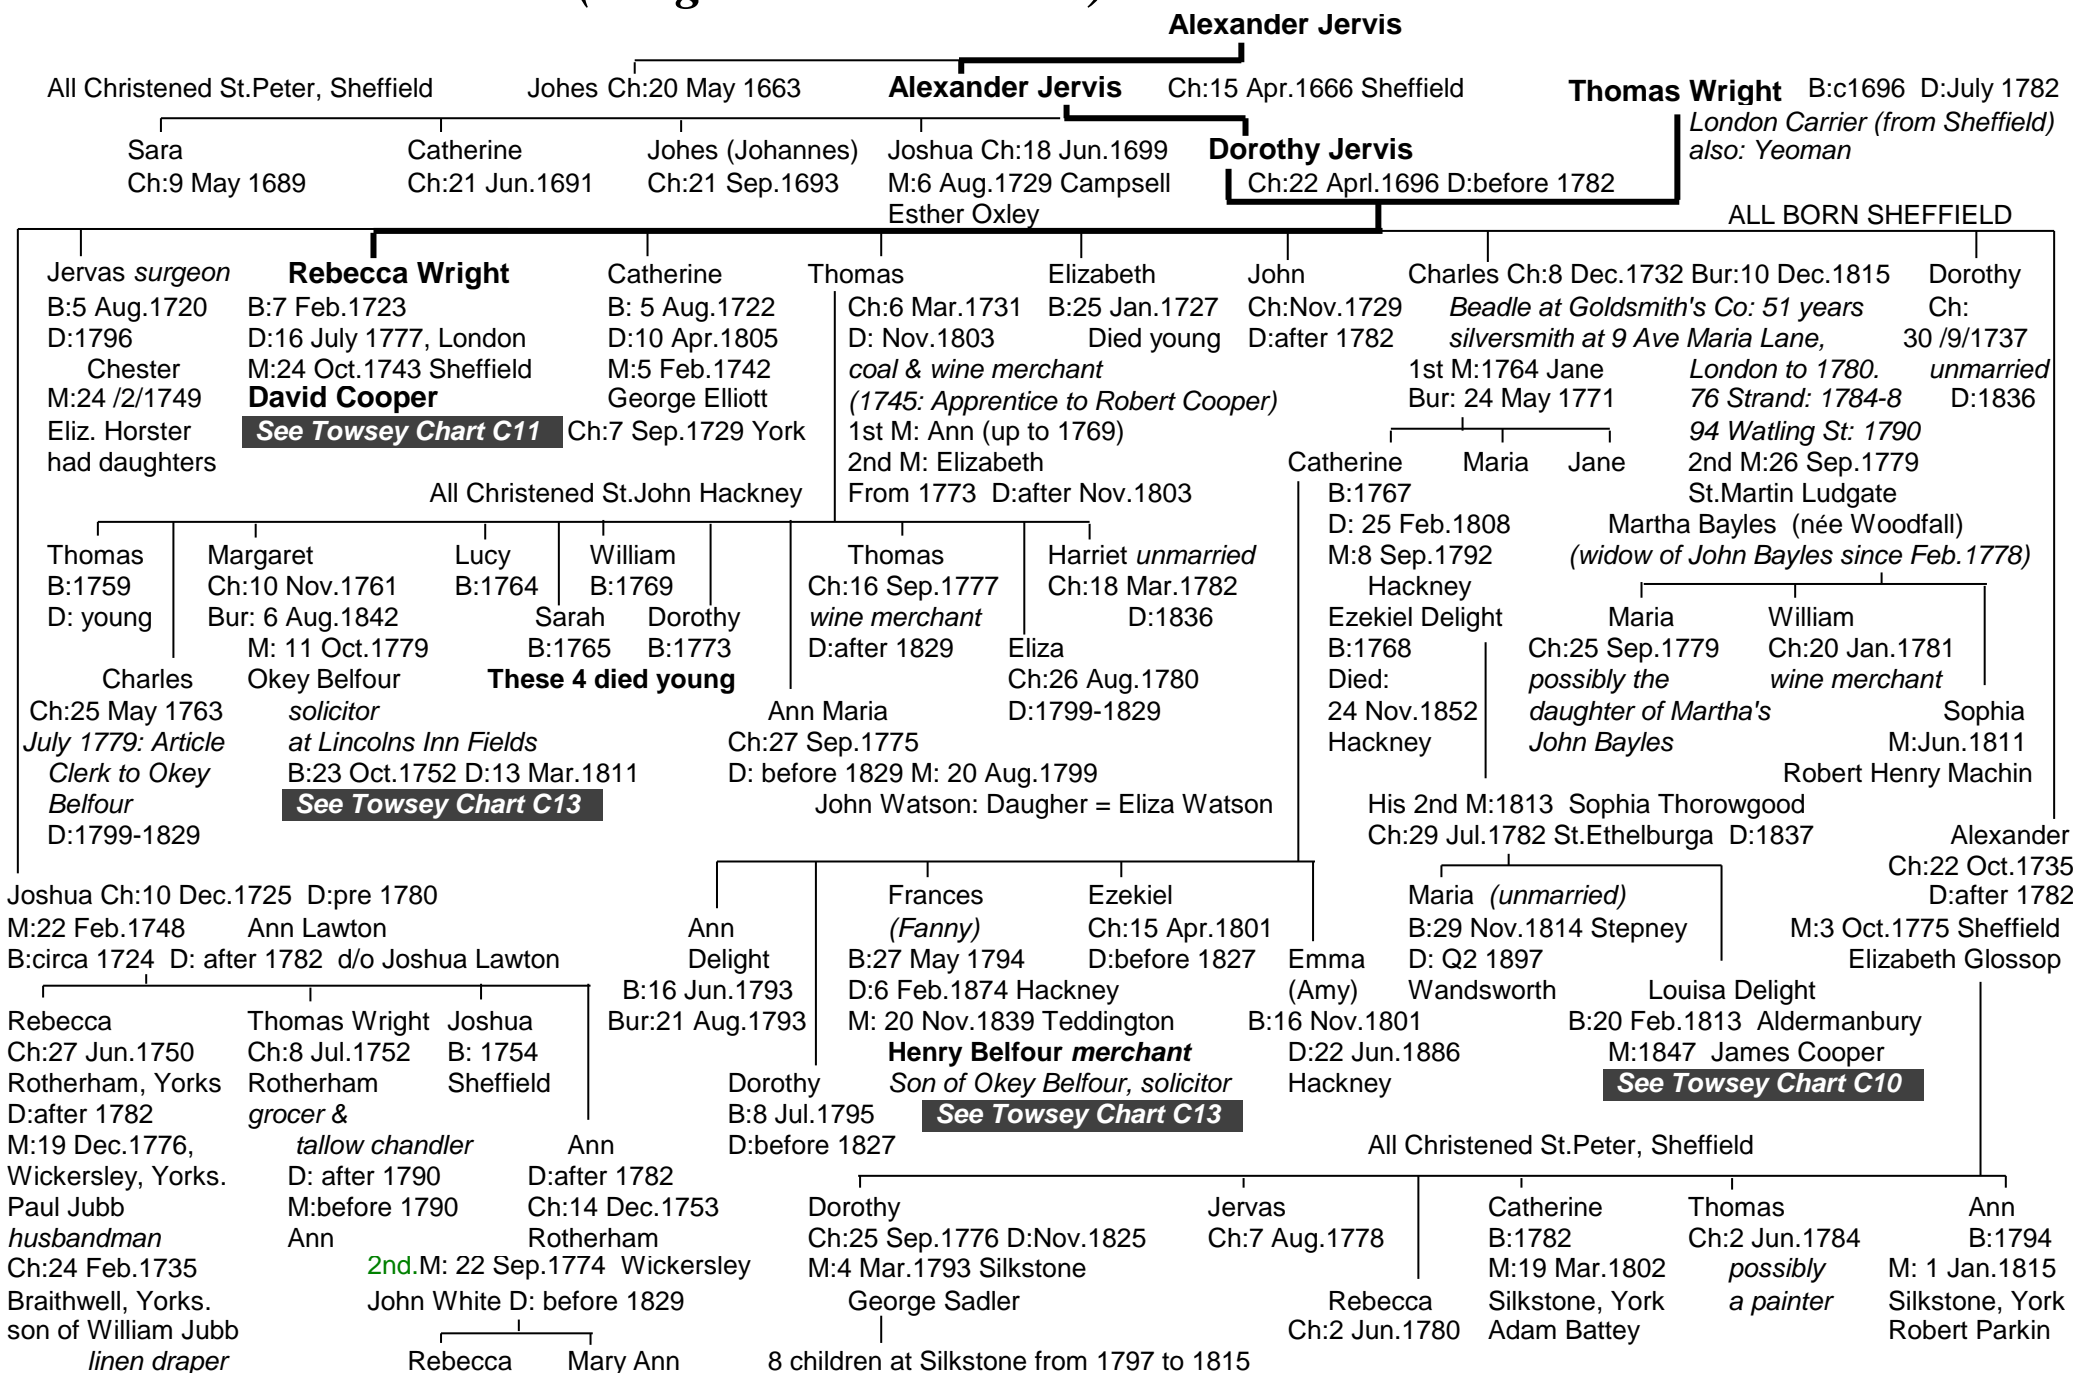 Alexander Jervis
All Christened St.Peter, Sheffield
Johes Ch:20 May 1663
Alexander Jervis
Ch:15 Apr.1666 Sheffield
Thomas Wright B:c1696 D:July 1782
London Carrier (from Sheffield)
also: Yeoman
Sara
Ch:9 May 1689
Catherine
Ch:21 Jun.1691
Johes (Johannes)
Ch:21 Sep.1693
Joshua Ch:18 Jun.1699
M:6 Aug.1729 Campsell
Esther Oxley
Dorothy Jervis
Ch:22 Aprl.1696 D:before 1782
ALL BORN SHEFFIELD
Jervas surgeon
B:5 Aug.1720
D:1796
Chester
M:24 /2/1749
Eliz. Horster
had daughters
Rebecca Wright
B:7 Feb.1723
D:16 July 1777, London
M:24 Oct.1743 Sheffield
David Cooper
See Towsey Chart C11
Catherine
B: 5 Aug.1722
D:10 Apr.1805
M:5 Feb.1742
George Elliott
Ch:7 Sep.1729 York
Thomas
Ch:6 Mar.1731
D: Nov.1803
coal & wine merchant
(1745: Apprentice to Robert Cooper)
1st M: Ann (up to 1769)
2nd M: Elizabeth
From 1773 D:after Nov.1803
Elizabeth
B:25 Jan.1727
Died young
John
Ch:Nov.1729
D:after 1782
Charles Ch:8 Dec.1732 Bur:10 Dec.1815
Beadle at Goldsmith's Co: 51 years
silversmith at 9 Ave Maria Lane,
London to 1780.
76 Strand: 1784-8
94 Watling St: 1790
1st M:1764 Jane
Bur: 24 May 1771
2nd M:26 Sep.1779
St.Martin Ludgate
Martha Bayles (née Woodfall)
(widow of John Bayles since Feb.1778)
Dorothy
Ch:
30 /9/1737
unmarried
D:1836
Catherine
B:1767
D: 25 Feb.1808
M:8 Sep.1792
Hackney
Ezekiel Delight
B:1768
Died:
24 Nov.1852
Hackney
Maria
Jane
All Christened St.John Hackney
Thomas
B:1759
D: young
Charles
Ch:25 May 1763
July 1779: Article
Clerk to Okey
Belfour
D:1799-1829
Margaret
Ch:10 Nov.1761
Bur: 6 Aug.1842
M: 11 Oct.1779
Okey Belfour
solicitor
at Lincolns Inn Fields
B:23 Oct.1752 D:13 Mar.1811
See Towsey Chart C13
Lucy
B:1764
Sarah
B:1765
William
B:1769
Dorothy
B:1773
These 4 died young
Ann Maria
Ch:27 Sep.1775
D: before 1829 M: 20 Aug.1799
John Watson: Daugher = Eliza Watson
Thomas
Ch:16 Sep.1777
wine merchant
D:after 1829
Eliza
Ch:26 Aug.1780
D:1799-1829
Harriet unmarried
Ch:18 Mar.1782
D:1836
Maria
Ch:25 Sep.1779
possibly the
daughter of Martha's
John Bayles
William
Ch:20 Jan.1781
wine merchant
Sophia
M:Jun.1811
Robert Henry Machin
His 2nd M:1813 Sophia Thorowgood
Ch:29 Jul.1782 St.Ethelburga D:1837
Alexander
Ch:22 Oct.1735
D:after 1782
M:3 Oct.1775 Sheffield
Elizabeth Glossop
Joshua Ch:10 Dec.1725 D:pre 1780
M:22 Feb.1748 Ann Lawton
B:circa 1724 D: after 1782 d/o Joshua Lawton
Ann
Delight
B:16 Jun.1793
Bur:21 Aug.1793
Dorothy
B:8 Jul.1795
D:before 1827
Frances
(Fanny)
B:27 May 1794
D:6 Feb.1874 Hackney
M: 20 Nov.1839 Teddington
Henry Belfour merchant
Son of Okey Belfour, solicitor
See Towsey Chart C13
Ezekiel
Ch:15 Apr.1801
D:before 1827
Emma
(Amy)
B:16 Nov.1801
D:22 Jun.1886
Hackney
Maria (unmarried)
B:29 Nov.1814 Stepney
D: Q2 1897
Wandsworth
Louisa Delight
B:20 Feb.1813 Aldermanbury
M:1847 James Cooper
See Towsey Chart C10
Rebecca
Ch:27 Jun.1750
Rotherham, Yorks
D:after 1782
M:19 Dec.1776,
Wickersley, Yorks.
Paul Jubb
husbandman
Ch:24 Feb.1735
Braithwell, Yorks.
son of William Jubb
linen draper
Thomas Wright
Ch:8 Jul.1752
Rotherham
grocer &
tallow chandler
D: after 1790
M:before 1790
Ann
Joshua
B: 1754
Sheffield
Ann
D:after 1782
Ch:14 Dec.1753
Rotherham
2nd.M: 22 Sep.1774 Wickersley
John White D: before 1829
Rebecca
Mary Ann
All Christened St.Peter, Sheffield
Dorothy
Ch:25 Sep.1776 D:Nov.1825
M:4 Mar.1793 Silkstone
George Sadler
8 children at Silkstone from 1797 to 1815
Jervas
Ch:7 Aug.1778
Rebecca
Ch:2 Jun.1780
Catherine
B:1782
M:19 Mar.1802
Silkstone, York
Adam Battey
Thomas
Ch:2 Jun.1784
possibly
a painter
Ann
B:1794
M: 1 Jan.1815
Silkstone, York
Robert Parkin